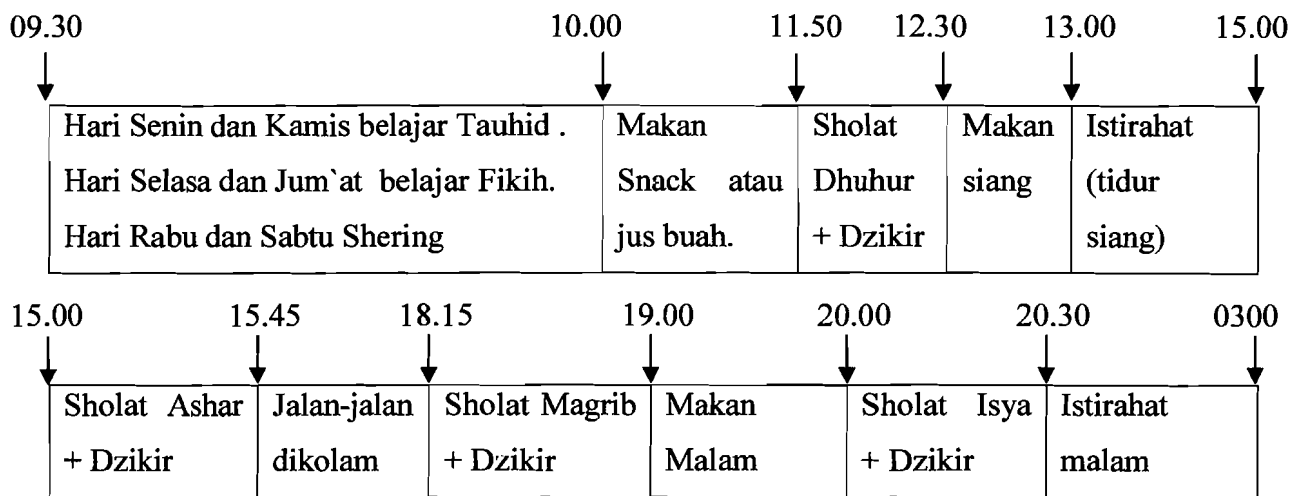 09.30 10.00 11.50 12.30 13.00 15.00
Hari Senin dan Kamis belajar Tauhid . Makan Sholat Makan Istirahat
Hari Selasa dan Jum`at belajar Fikih. Snack atau Dhuhur siang (tidur
Hari Rabu dan Sabtu Shering jus buah. + Dzikir siang)
15.00 15.45 18.15 19.00 20.00 20.30 0300
Sholat Ashar Jalan-jalan Sholat Magrib Makan Sholat Isya Istirahat
+ Dzikir dikolam + Dzikir Malam + Dzikir malam